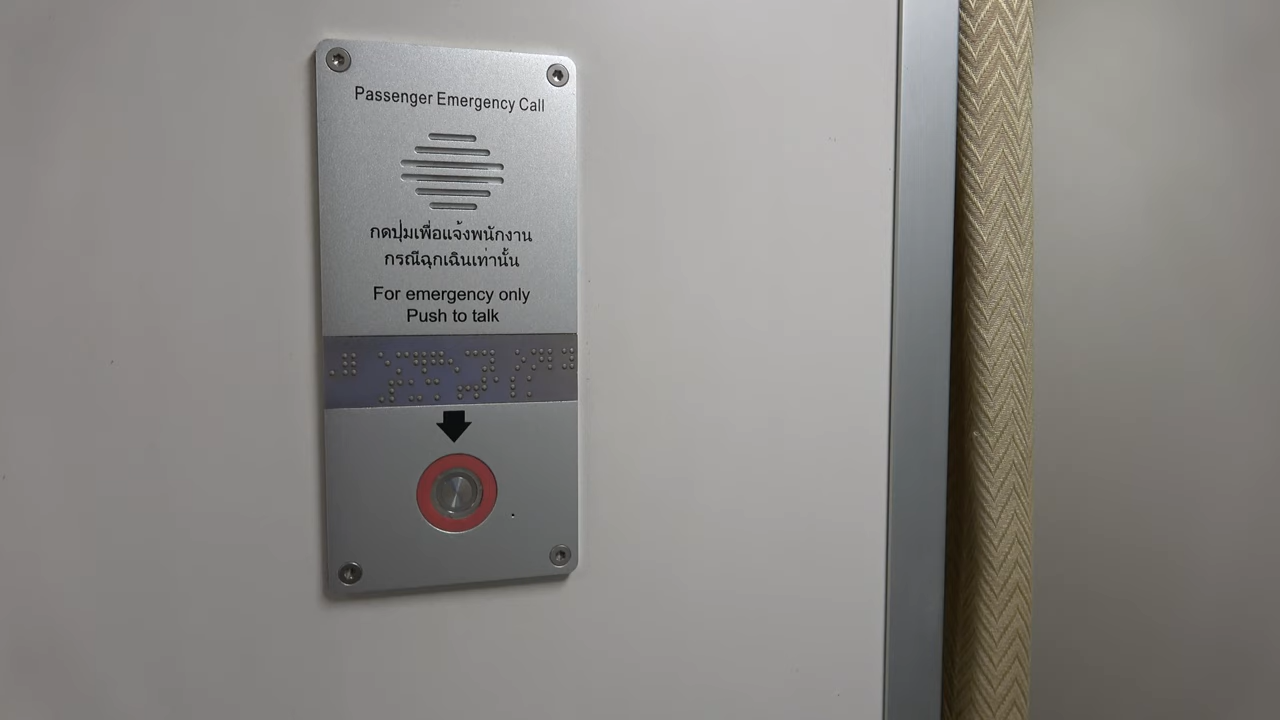 Passenger Emergency Call
กดปุ่มเพื่อแจ้งพนักงาน
กรณีฉุกเฉินเท่านั้น
For emergency only
Push to talk